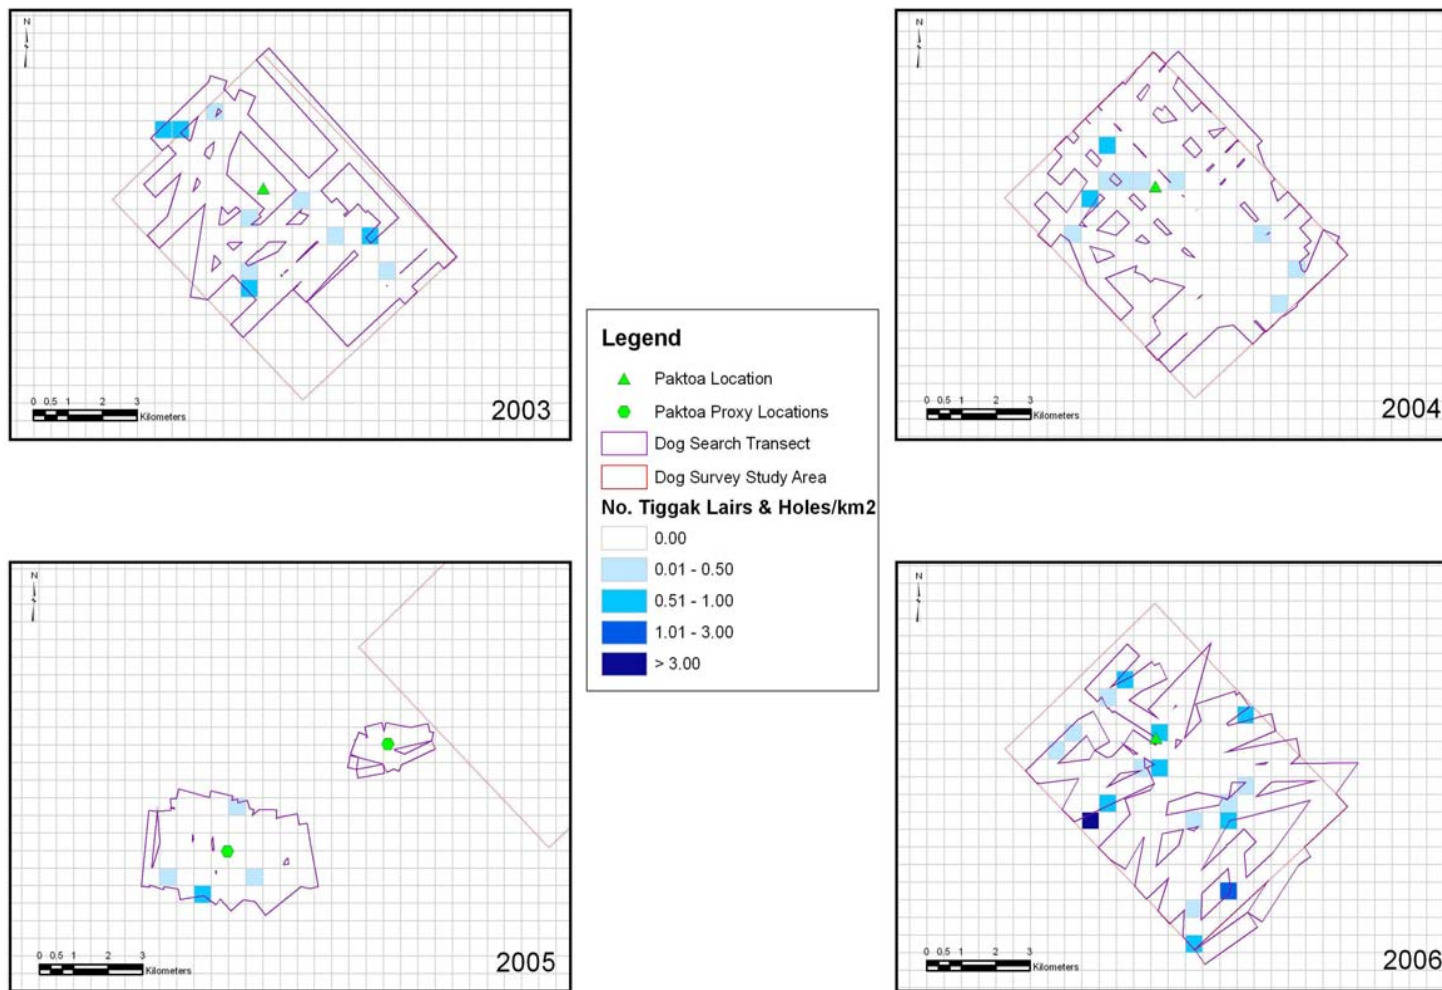 N
0 0.5 1 2 3
Kilometers
2003
N
0 0.5 1 2 3
Kilometers
2004
Legend
Paktoa Location
Paktoa Proxy Locations
Dog Search Transect
Dog Survey Study Area
No. Tiggak Lairs & Holes/km2
0.00
0.01 - 0.50
0.51 - 1.00
1.01 - 3.00
> 3.00
N
0 0.5 1 2 3
Kilometers
2005
N
0 0.5 1 2 3
Kilometers
2006